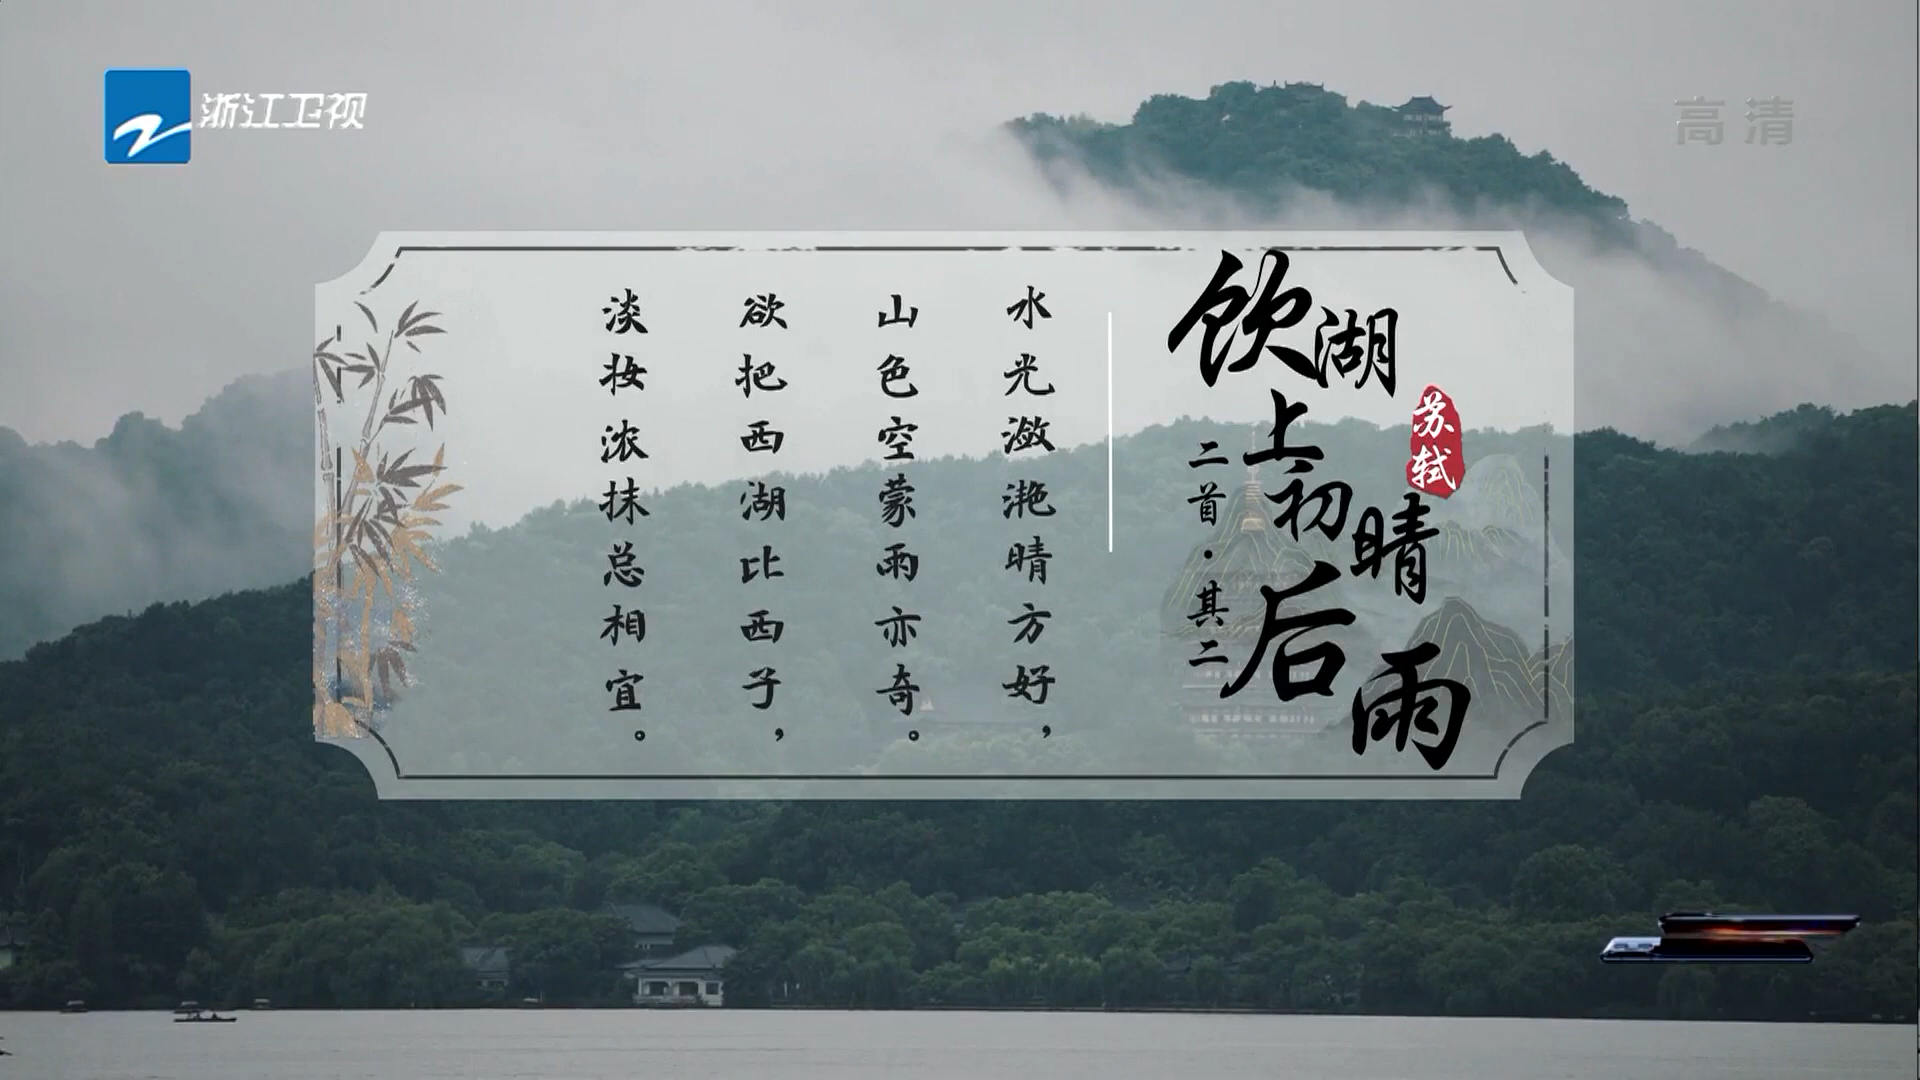 浙江卫视
高清
饮湖上初晴后雨
二首·其二
苏轼
水光潋滟晴方好，
山色空蒙雨亦奇。
欲把西湖比西子，
淡妆浓抹总相宜。